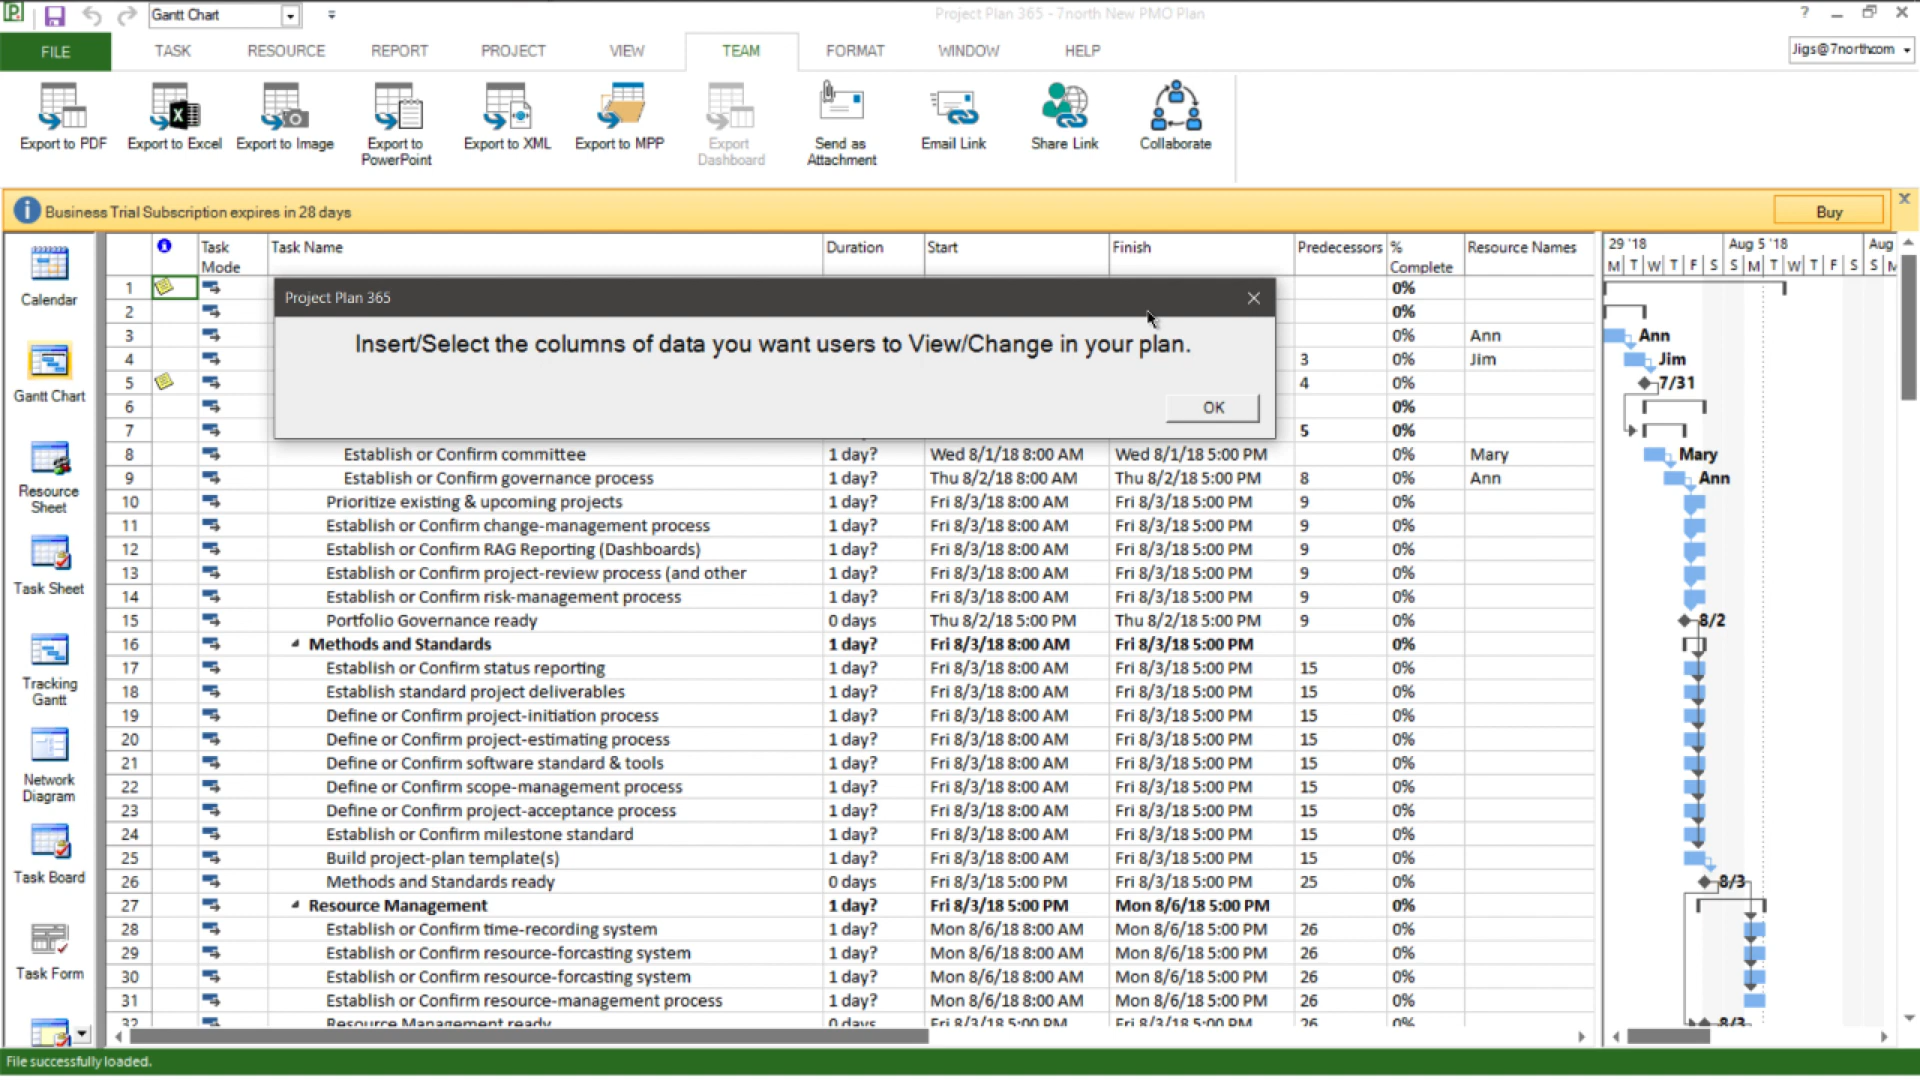 Gantt Chart
Project Plan 365 - 7north New PMO Plan
?
FILE TASK RESOURCE REPORT PROJECT VIEW TEAM FORMAT WINDOW HELP
Jigs@7north.com
Export to PDF
Export to Excel
Export to Image
Export to PowerPoint
Export to XML
Export to MPP
Export Dashboard
Send as Attachment
Email Link
Share Link
Collaborate
Business Trial Subscription expires in 28 days
Buy
Calendar
Gantt Chart
Resource Sheet
Task Sheet
Tracking Gantt
Network Diagram
Task Board
Task Form
Task Mode Task Name Duration Start Finish Predecessors % Complete Resource Names
29 '18 Aug 5 '18 Aug
M T W T F S S M T W T F S S M
Project Plan 365
Insert/Select the columns of data you want users to View/Change in your plan.
OK
1 0%
2 0%
3 0% Ann Ann
4 3 0% Jim Jim
5 4 0% 7/31
6 0%
7 5 0%
8 Establish or Confirm committee 1 day? Wed 8/1/18 8:00 AM Wed 8/1/18 5:00 PM 0% Mary Mary
9 Establish or Confirm governance process 1 day? Thu 8/2/18 8:00 AM Thu 8/2/18 5:00 PM 8 0% Ann Ann
10 Prioritize existing & upcoming projects 1 day? Fri 8/3/18 8:00 AM Fri 8/3/18 5:00 PM 9 0%
11 Establish or Confirm change-management process 1 day? Fri 8/3/18 8:00 AM Fri 8/3/18 5:00 PM 9 0%
12 Establish or Confirm RAG Reporting (Dashboards) 1 day? Fri 8/3/18 8:00 AM Fri 8/3/18 5:00 PM 9 0%
13 Establish or Confirm project-review process (and other 1 day? Fri 8/3/18 8:00 AM Fri 8/3/18 5:00 PM 9 0%
14 Establish or Confirm risk-management process 1 day? Fri 8/3/18 8:00 AM Fri 8/3/18 5:00 PM 9 0%
15 Portfolio Governance ready 0 days Thu 8/2/18 5:00 PM Thu 8/2/18 5:00 PM 9 0% 8/2
16 Methods and Standards 1 day? Fri 8/3/18 8:00 AM Fri 8/3/18 5:00 PM 0%
17 Establish or Confirm status reporting 1 day? Fri 8/3/18 8:00 AM Fri 8/3/18 5:00 PM 15 0%
18 Establish standard project deliverables 1 day? Fri 8/3/18 8:00 AM Fri 8/3/18 5:00 PM 15 0%
19 Define or Confirm project-initiation process 1 day? Fri 8/3/18 8:00 AM Fri 8/3/18 5:00 PM 15 0%
20 Define or Confirm project-estimating process 1 day? Fri 8/3/18 8:00 AM Fri 8/3/18 5:00 PM 15 0%
21 Define or Confirm software standard & tools 1 day? Fri 8/3/18 8:00 AM Fri 8/3/18 5:00 PM 15 0%
22 Define or Confirm scope-management process 1 day? Fri 8/3/18 8:00 AM Fri 8/3/18 5:00 PM 15 0%
23 Define or Confirm project-acceptance process 1 day? Fri 8/3/18 8:00 AM Fri 8/3/18 5:00 PM 15 0%
24 Establish or Confirm milestone standard 1 day? Fri 8/3/18 8:00 AM Fri 8/3/18 5:00 PM 15 0%
25 Build project-plan template(s) 1 day? Fri 8/3/18 8:00 AM Fri 8/3/18 5:00 PM 15 0%
26 Methods and Standards ready 0 days Fri 8/3/18 5:00 PM Fri 8/3/18 5:00 PM 25 0% 8/3
27 Resource Management 1 day? Fri 8/3/18 5:00 PM Mon 8/6/18 5:00 PM 0%
28 Establish or Confirm time-recording system 1 day? Mon 8/6/18 8:00 AM Mon 8/6/18 5:00 PM 26 0%
29 Establish or Confirm resource-forcasting system 1 day? Mon 8/6/18 8:00 AM Mon 8/6/18 5:00 PM 26 0%
30 Establish or Confirm resource-forcasting system 1 day? Mon 8/6/18 8:00 AM Mon 8/6/18 5:00 PM 26 0%
31 Establish or Confirm resource-management process 1 day? Mon 8/6/18 8:00 AM Mon 8/6/18 5:00 PM 26 0%
32 Resource Management ready 0 days Fri 8/3/18 5:00 PM Fri 8/3/18 5:00 PM 26 0% 8/3
File successfully loaded.